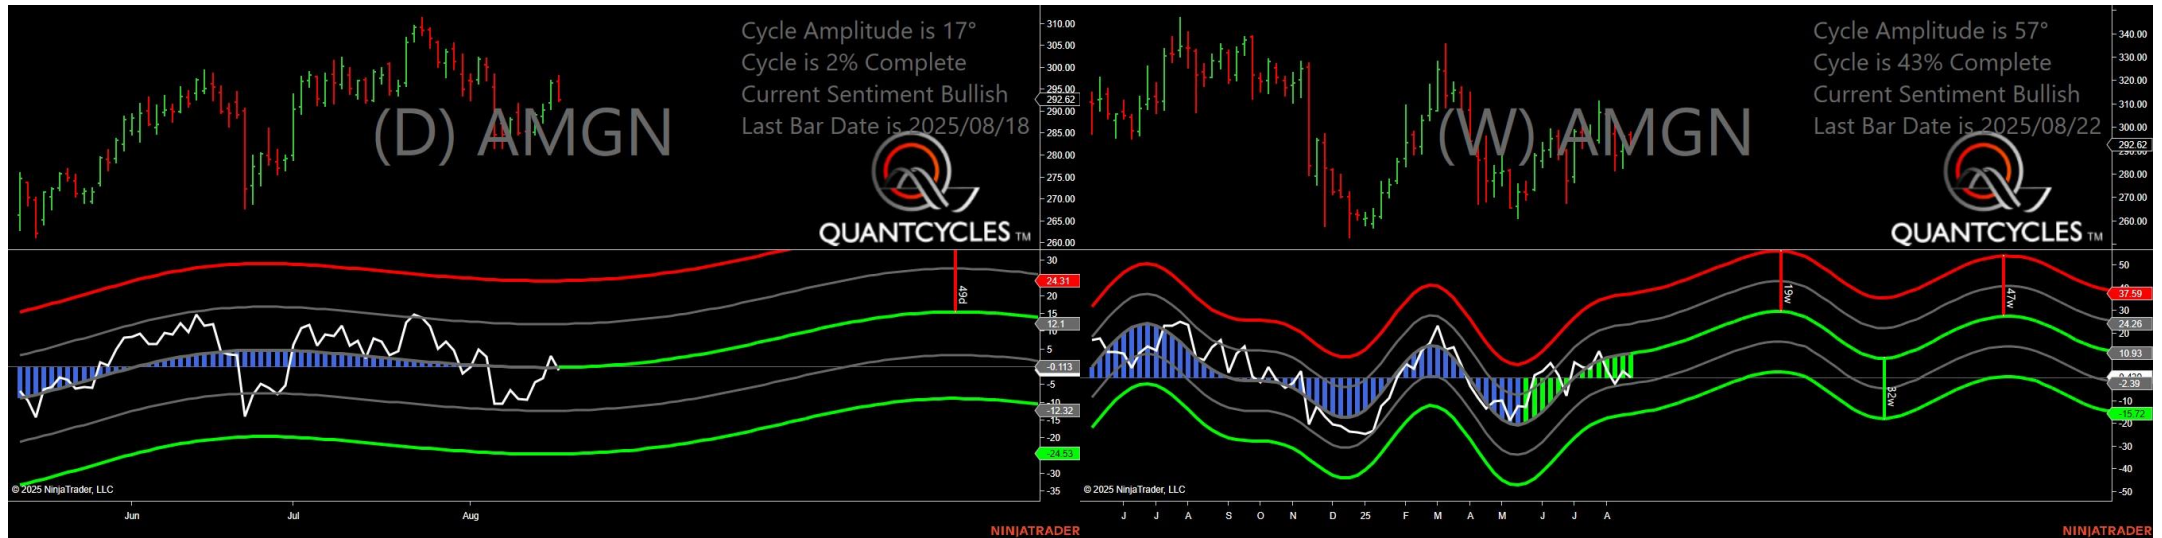 Cycle Amplitude is 17°
Cycle is 2% Complete
Current Sentiment Bullish
Last Bar Date is 2025/08/18
(D) AMGN
QUANTCYCLES TM
310.00
305.00
300.00
295.00
292.62
290.00
285.00
280.00
275.00
270.00
265.00
260.00
30
24.31
20
15
12.1
10
5
-0.113
-5
-10
-12.32
-15
-20
-24.53
-30
-35
49d
© 2025 NinjaTrader, LLC
Jun
Jul
Aug
NINJATRADER
Cycle Amplitude is 57°
Cycle is 43% Complete
Current Sentiment Bullish
Last Bar Date is 2025/08/22
(W) AMGN
QUANTCYCLES TM
340.00
330.00
320.00
310.00
300.00
292.62
280.00
270.00
260.00
50
37.59
30
24.26
20
10.93
-2.39
-10
-15.72
-20
-30
-40
-50
19w
32w
47w
© 2025 NinjaTrader, LLC
J J A S O N D 25 F M A M J J A
NINJATRADER